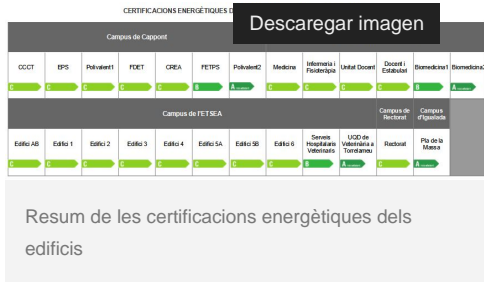 CERTIFICACIONS ENERGÈTIQUES D
Descaregar imagen
Campus de Cappont
CCCT EPS Polivalent1 FDET CREA FETPS Polivalent2 Medicina Infermeria i Fisioteràpia Unitat Docent Docent i Estabulari Biomedicina1 Biomedicina2
C C C C C B A C C C C B A
Campus de l'ETSEA Campus de Rectorat Campus d'Igualada
Edifici AB Edifici 1 Edifici 2 Edifici 3 Edifici 4 Edifici 5A Edifici 5B Edifici 6 Serveis Hospitalaris Veterinaris UQD de Veterinària a Torrelameu Rectorat Pla de la Massa
C C C C C C C C B A C A
Resum de les certificacions energètiques dels
edificis